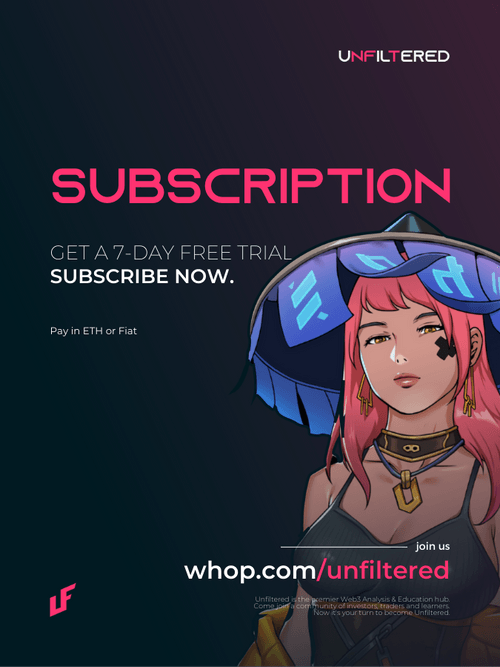 UNFILTERED
SUBSCRIPTION
GET A 7-DAY FREE TRIAL
SUBSCRIBE NOW.
Pay in ETH or Fiat
join us
whop.com/unfiltered
Unfiltered is the premier Web3 Analysis & Education hub.
Come join a community of investors, traders and learners.
Now it's your turn to become Unfiltered.
UF